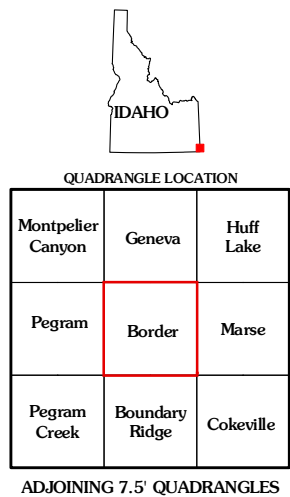 IDAHO
QUADRANGLE LOCATION
Montpelier
Canyon
Geneva
Huff
Lake
Pegram
Border
Marse
Pegram
Creek
Boundary
Ridge
Cokeville
ADJOINING 7.5' QUADRANGLES